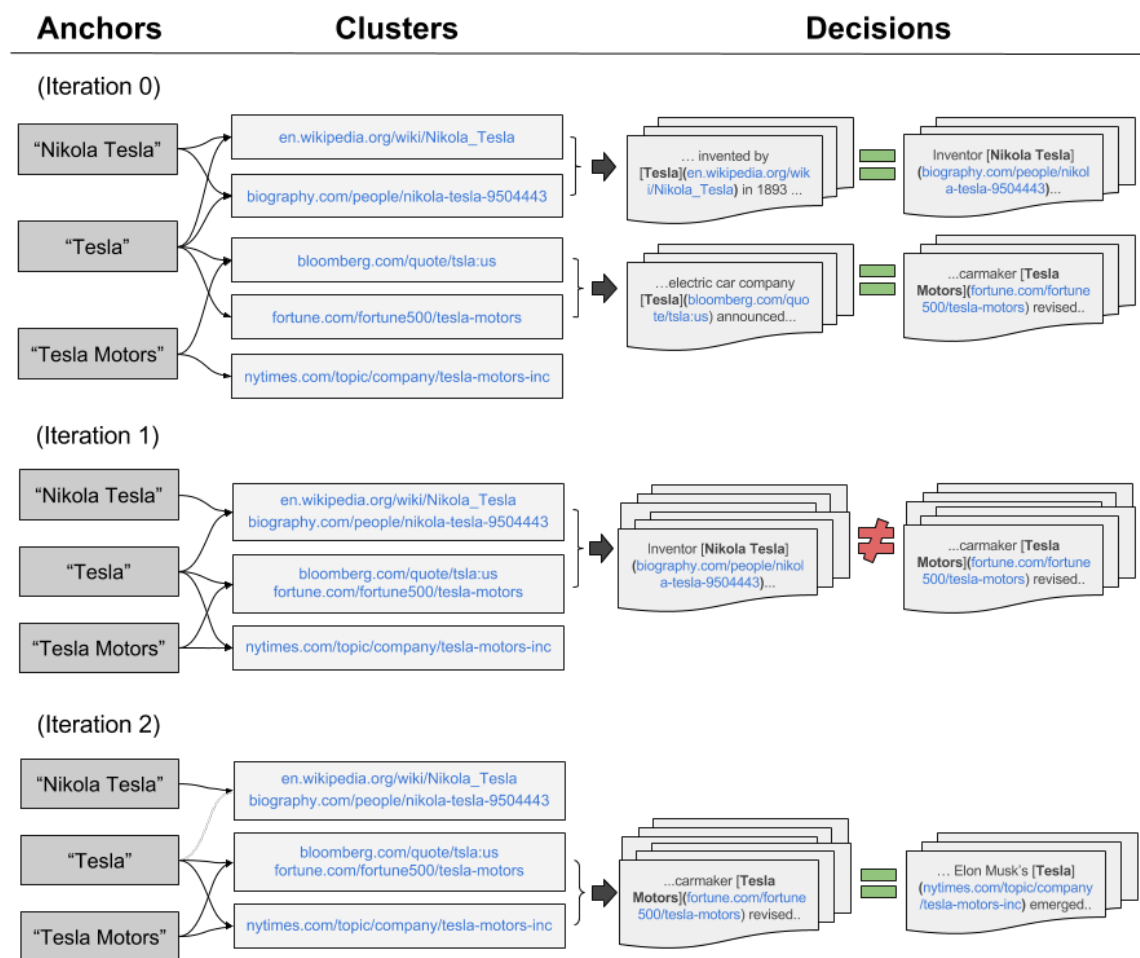 Anchors
Clusters
Decisions
(Iteration 0)
“Nikola Tesla”
“Tesla”
“Tesla Motors”
en.wikipedia.org/wiki/Nikola_Tesla
biography.com/people/nikola-tesla-9504443
bloomberg.com/quote/tsla:us
fortune.com/fortune500/tesla-motors
nytimes.com/topic/company/tesla-motors-inc
… invented by
[Tesla](en.wikipedia.org/wik
i/Nikola_Tesla) in 1893 ...
Inventor [Nikola Tesla]
(biography.com/people/nikol
a-tesla-9504443)...
...electric car company
[Tesla](bloomberg.com/quo
te/tsla:us) announced...
...carmaker [Tesla
Motors](fortune.com/fortune
500/tesla-motors) revised..
(Iteration 1)
“Nikola Tesla”
“Tesla”
“Tesla Motors”
en.wikipedia.org/wiki/Nikola_Tesla
biography.com/people/nikola-tesla-9504443
bloomberg.com/quote/tsla:us
fortune.com/fortune500/tesla-motors
nytimes.com/topic/company/tesla-motors-inc
Inventor [Nikola Tesla]
(biography.com/people/nikol
a-tesla-9504443)...
...carmaker [Tesla
Motors](fortune.com/fortune
500/tesla-motors) revised..
(Iteration 2)
“Nikola Tesla”
“Tesla”
“Tesla Motors”
en.wikipedia.org/wiki/Nikola_Tesla
biography.com/people/nikola-tesla-9504443
bloomberg.com/quote/tsla:us
fortune.com/fortune500/tesla-motors
nytimes.com/topic/company/tesla-motors-inc
...carmaker [Tesla
Motors](fortune.com/fortune
500/tesla-motors) revised..
… Elon Musk’s [Tesla]
(nytimes.com/topic/company
/tesla-motors-inc) emerged..